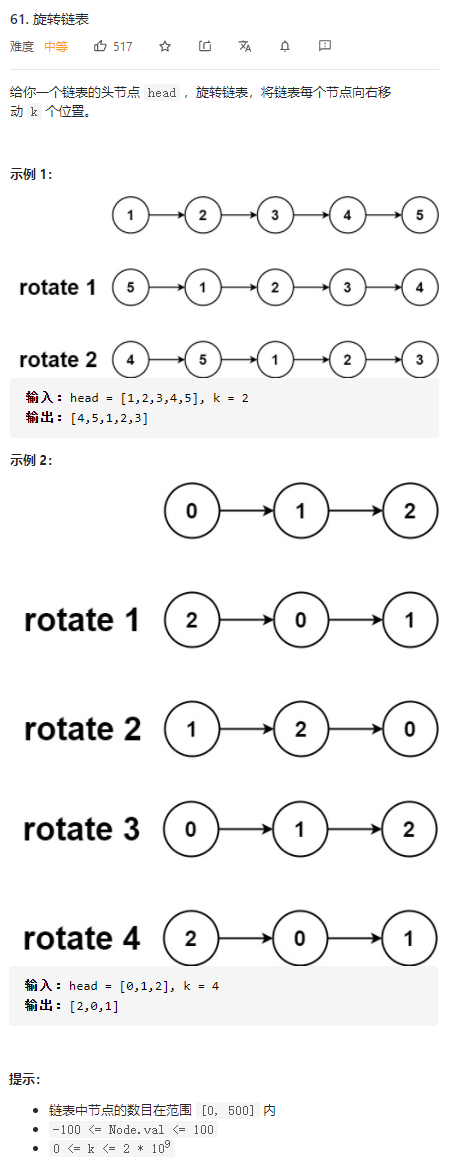 61. 旋转链表
难度 中等 517
给你一个链表的头节点 head ，旋转链表，将链表每个节点向右移
动 k 个位置。
示例 1：
1 2 3 4 5
rotate 1 5 1 2 3 4
rotate 2 4 5 1 2 3
输入：head = [1,2,3,4,5], k = 2
输出：[4,5,1,2,3]
示例 2：
0 1 2
rotate 1 2 0 1
rotate 2 1 2 0
rotate 3 0 1 2
rotate 4 2 0 1
输入：head = [0,1,2], k = 4
输出：[2,0,1]
提示：
链表中节点的数目在范围 [0, 500] 内
-100 <= Node.val <= 100
0 <= k <= 2 * 10⁹